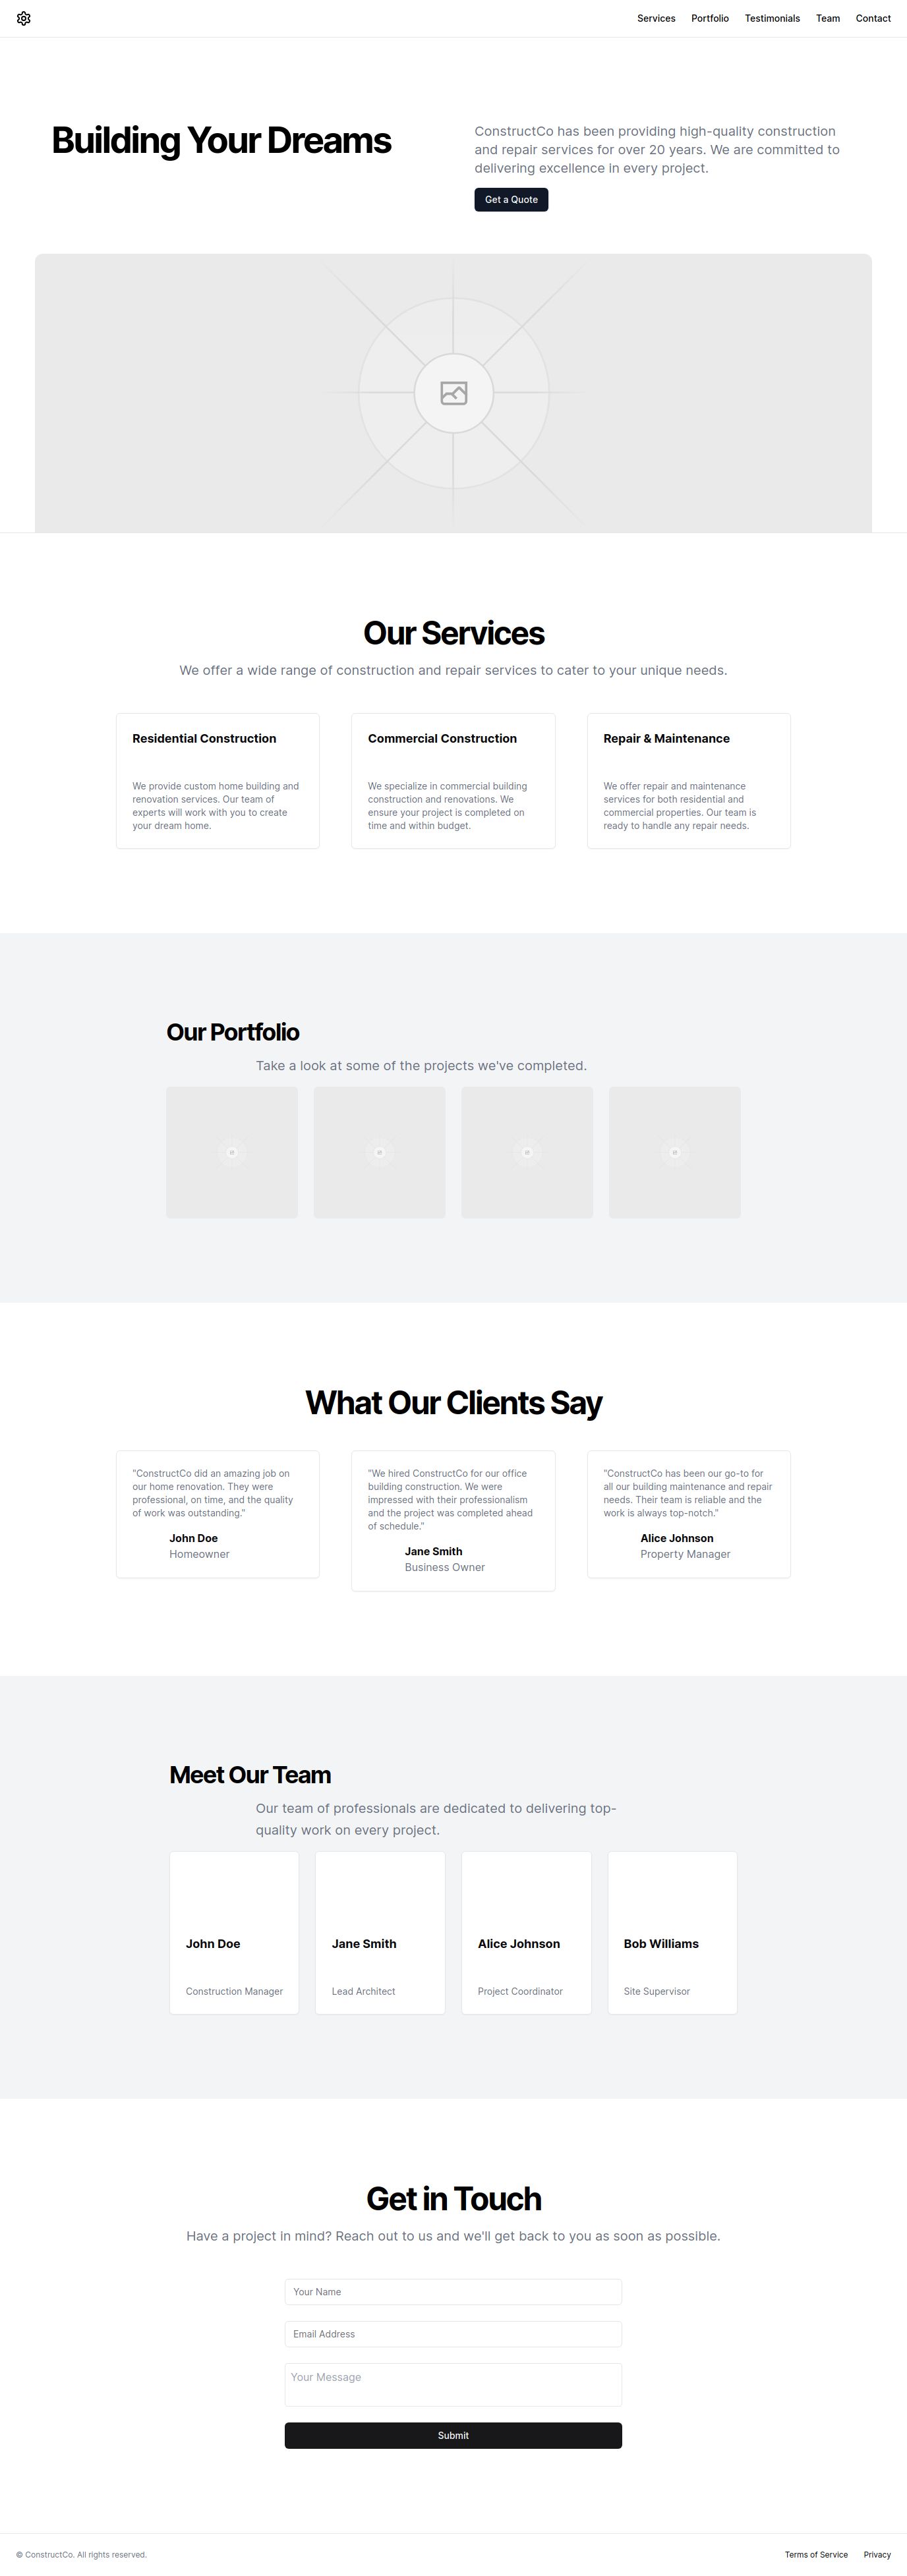 Services Portfolio Testimonials Team Contact
Building Your Dreams
ConstructCo has been providing high-quality construction
and repair services for over 20 years. We are committed to
delivering excellence in every project.
Get a Quote
Our Services
We offer a wide range of construction and repair services to cater to your unique needs.
Residential Construction
We provide custom home building and
renovation services. Our team of
experts will work with you to create
your dream home.
Commercial Construction
We specialize in commercial building
construction and renovations. We
ensure your project is completed on
time and within budget.
Repair & Maintenance
We offer repair and maintenance
services for both residential and
commercial properties. Our team is
ready to handle any repair needs.
Our Portfolio
Take a look at some of the projects we've completed.
What Our Clients Say
"ConstructCo did an amazing job on
our home renovation. They were
professional, on time, and the quality
of work was outstanding."
John Doe
Homeowner
"We hired ConstructCo for our office
building construction. We were
impressed with their professionalism
and the project was completed ahead
of schedule."
Jane Smith
Business Owner
"ConstructCo has been our go-to for
all our building maintenance and repair
needs. Their team is reliable and the
work is always top-notch."
Alice Johnson
Property Manager
Meet Our Team
Our team of professionals are dedicated to delivering top-
quality work on every project.
John Doe
Construction Manager
Jane Smith
Lead Architect
Alice Johnson
Project Coordinator
Bob Williams
Site Supervisor
Get in Touch
Have a project in mind? Reach out to us and we'll get back to you as soon as possible.
Your Name
Email Address
Your Message
Submit
© ConstructCo. All rights reserved.
Terms of Service Privacy